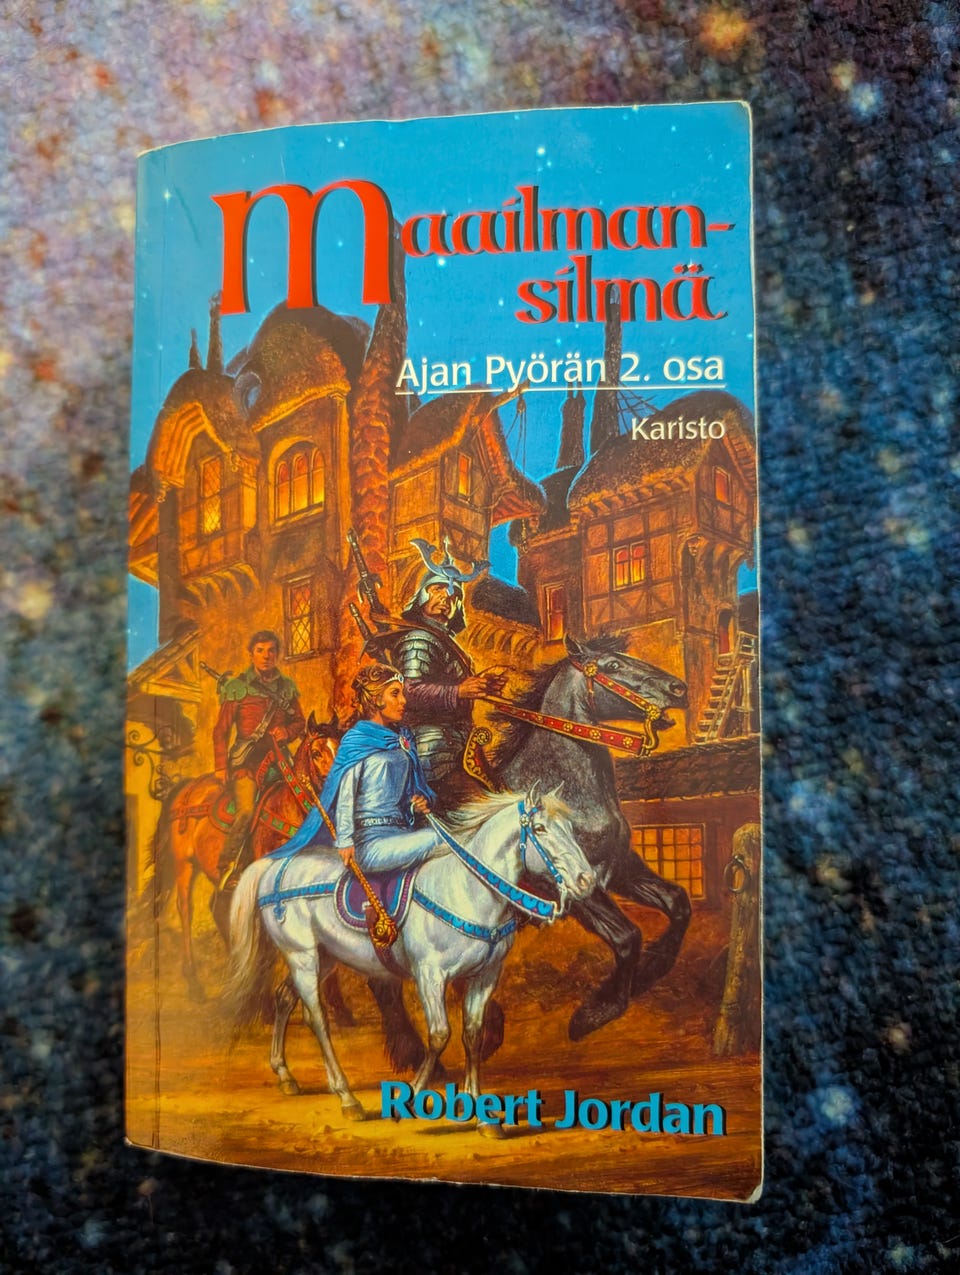 Maailman-
silmä
Ajan Pyörän 2. osa
Karisto
Robert Jordan